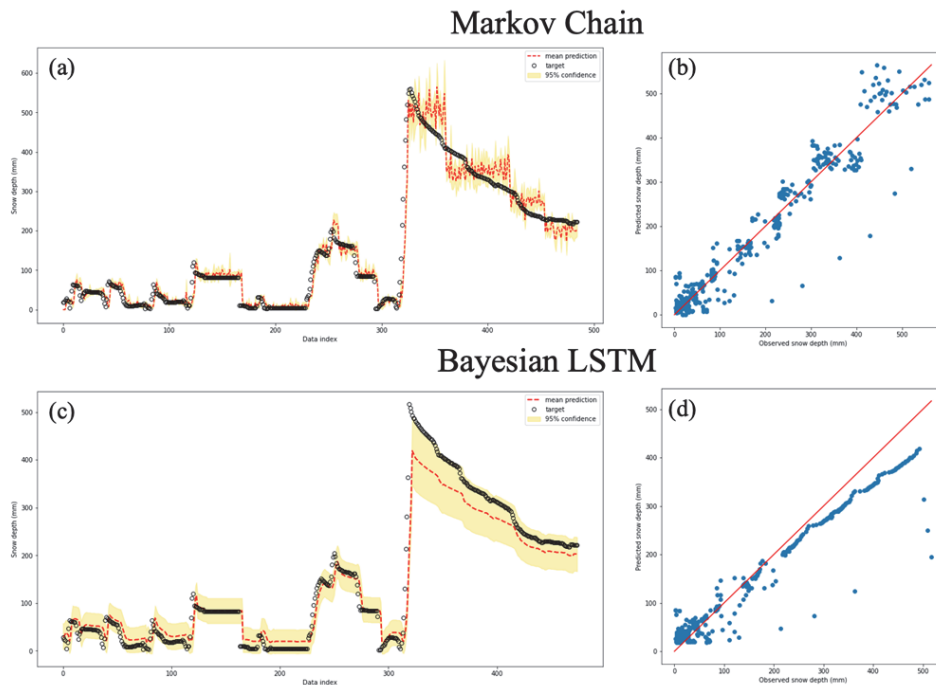 Markov Chain
(a)
mean prediction
target
95% confidence
Snow depth (mm)
600
500
400
300
200
100
0
0
100
200
300
400
500
Data index
(b)
Predicted snow depth (mm)
500
400
300
200
100
0
0
100
200
300
400
500
Observed snow depth (mm)
Bayesian LSTM
(c)
mean prediction
target
95% confidence
Snow depth (mm)
500
400
300
200
100
0
0
100
200
300
400
Data index
(d)
Predicted snow depth (mm)
500
400
300
200
100
0
0
100
200
300
400
500
Observed snow depth (mm)